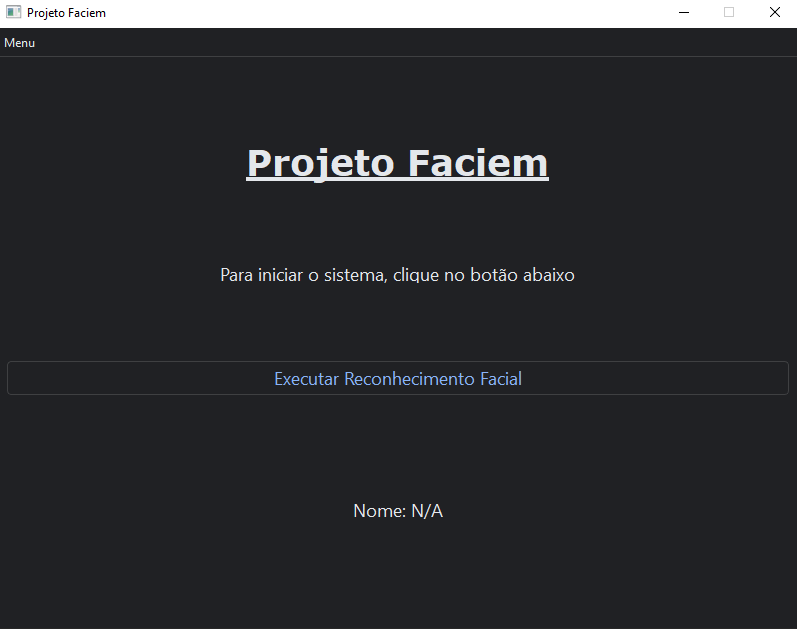 Projeto Faciem
Menu
Projeto Faciem
Para iniciar o sistema, clique no botão abaixo
Executar Reconhecimento Facial
Nome: N/A